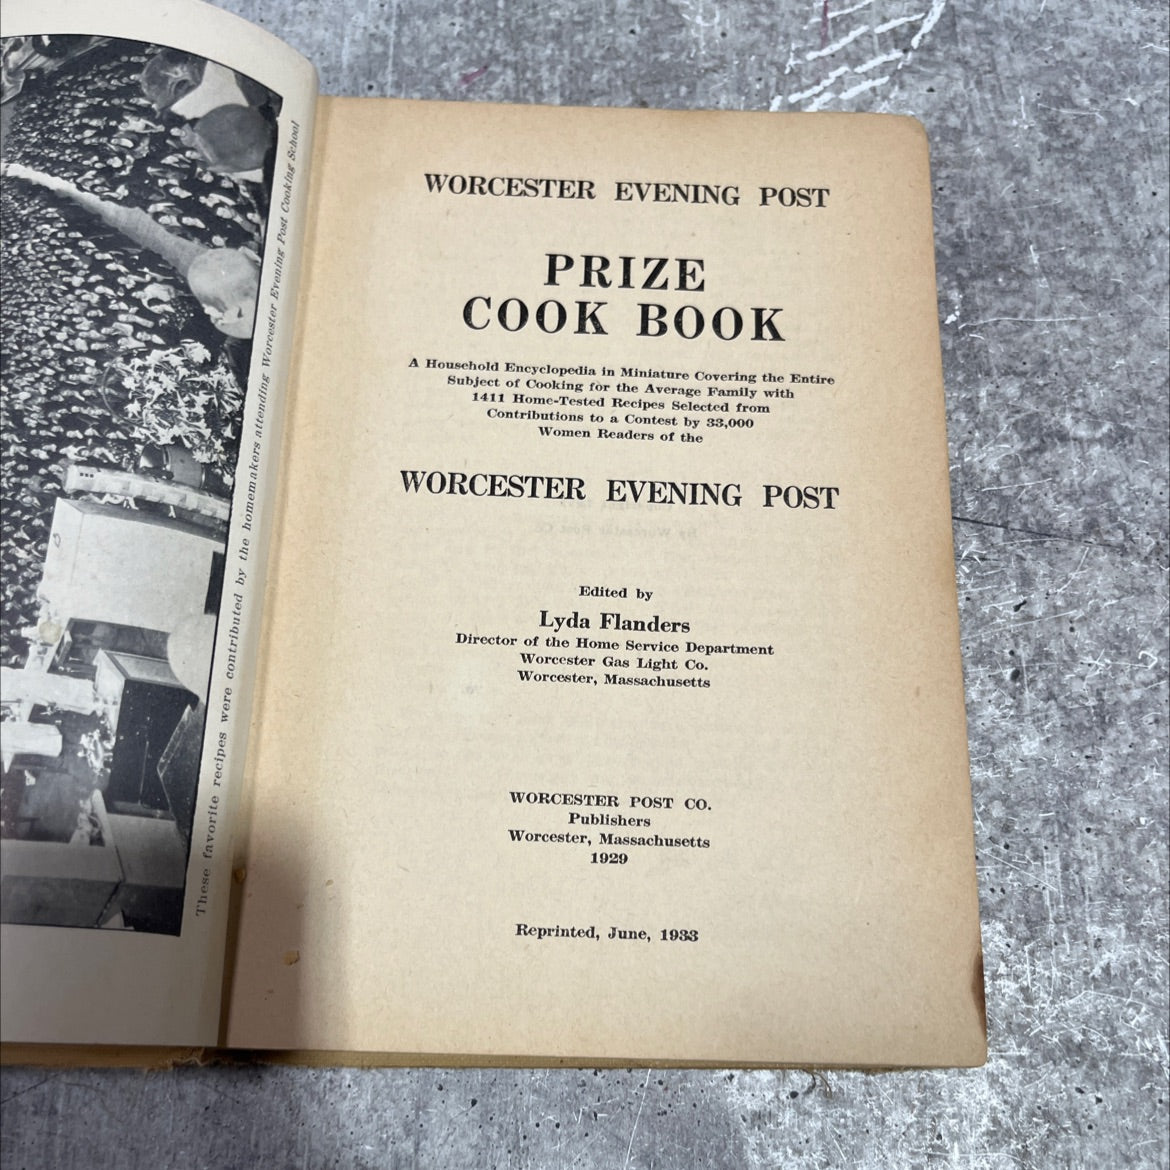 These favorite recipes were contributed by the homemakers attending Worcester Evening Post Cooking School
WORCESTER EVENING POST
PRIZE
COOK BOOK
A Household Encyclopedia in Miniature Covering the Entire
Subject of Cooking for the Average Family with
1411 Home-Tested Recipes Selected from
Contributions to a Contest by 33,000
Women Readers of the
WORCESTER EVENING POST
Edited by
Lyda Flanders
Director of the Home Service Department
Worcester Gas Light Co.
Worcester, Massachusetts
WORCESTER POST CO.
Publishers
Worcester, Massachusetts
1929
Reprinted, June, 1933